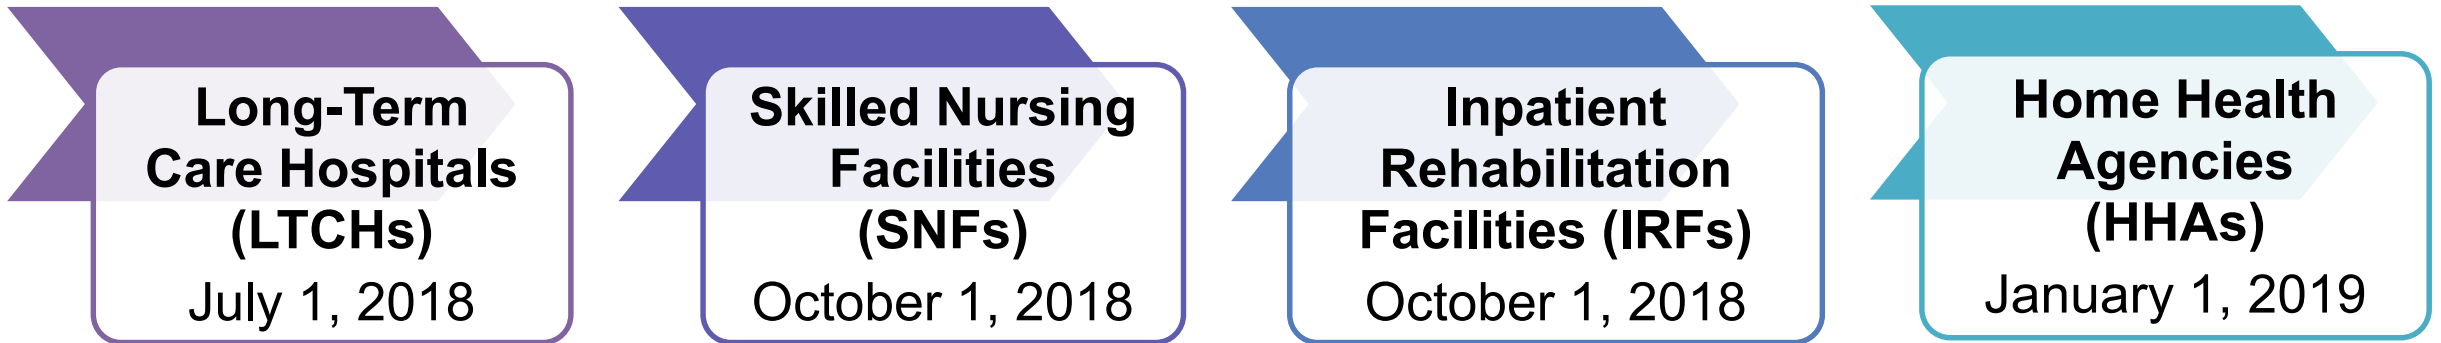 Long-Term
Care Hospitals
(LTCHs)
July 1, 2018
Skilled Nursing
Facilities
(SNFs)
October 1, 2018
Inpatient
Rehabilitation
Facilities (IRFs)
October 1, 2018
Home Health
Agencies
(HHAs)
January 1, 2019